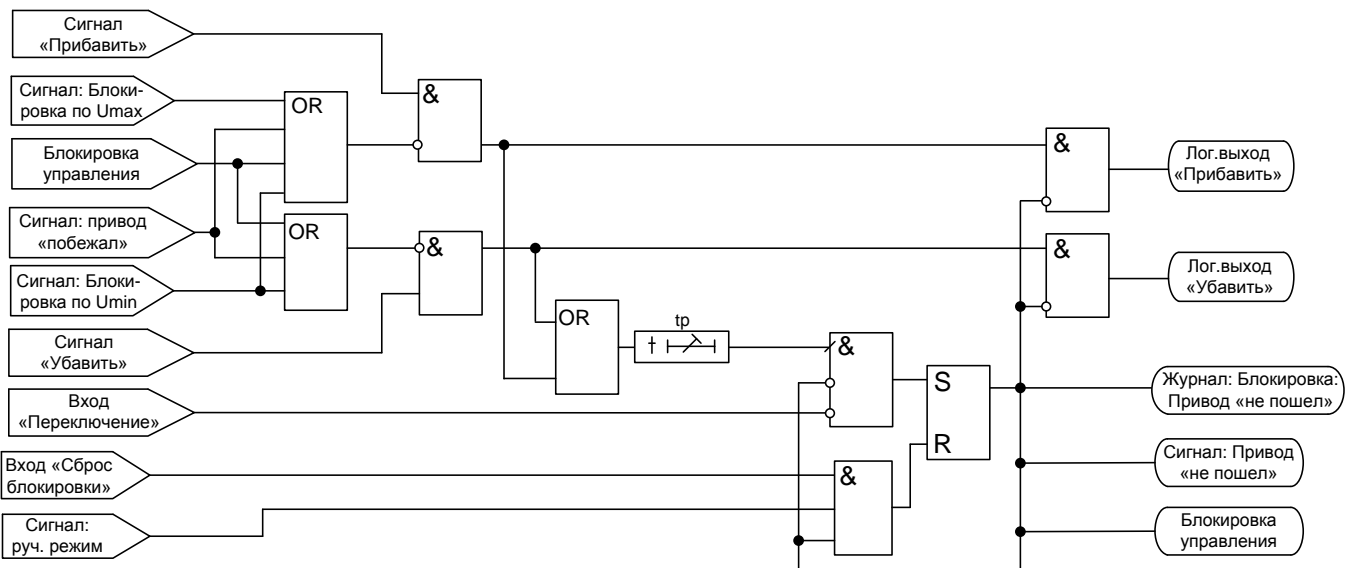 Сигнал
«Прибавить»
Сигнал: Блоки-
ровка по Umax
Блокировка
управления
Сигнал: привод
«побежал»
Сигнал: Блоки-
ровка по Umin
Сигнал
«Убавить»
Вход
«Переключение»
Вход «Сброс
блокировки»
Сигнал:
руч. режим
OR
OR
&
&
OR
tp
&
&
S
R
&
&
Лог.выход
«Прибавить»
Лог.выход
«Убавить»
Журнал: Блокировка:
Привод «не пошел»
Сигнал: Привод
«не пошел»
Блокировка
управления